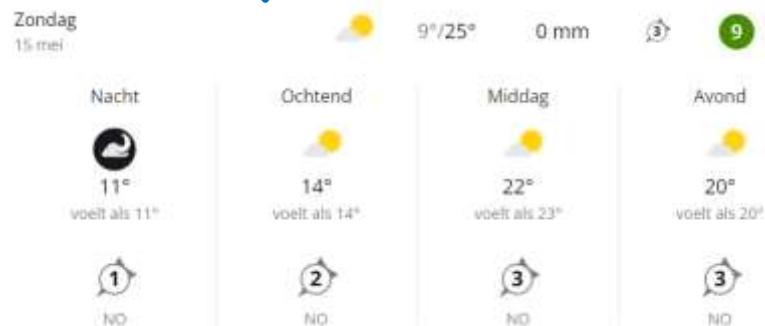 Zondag
15 mei
9°/25° 0 mm 3 9
Nacht Ochtend Middag Avond
11° 14° 22° 20°
voelt als 11° voelt als 14° voelt als 23° voelt als 20°
1 2 3 3
NO NO NO NO